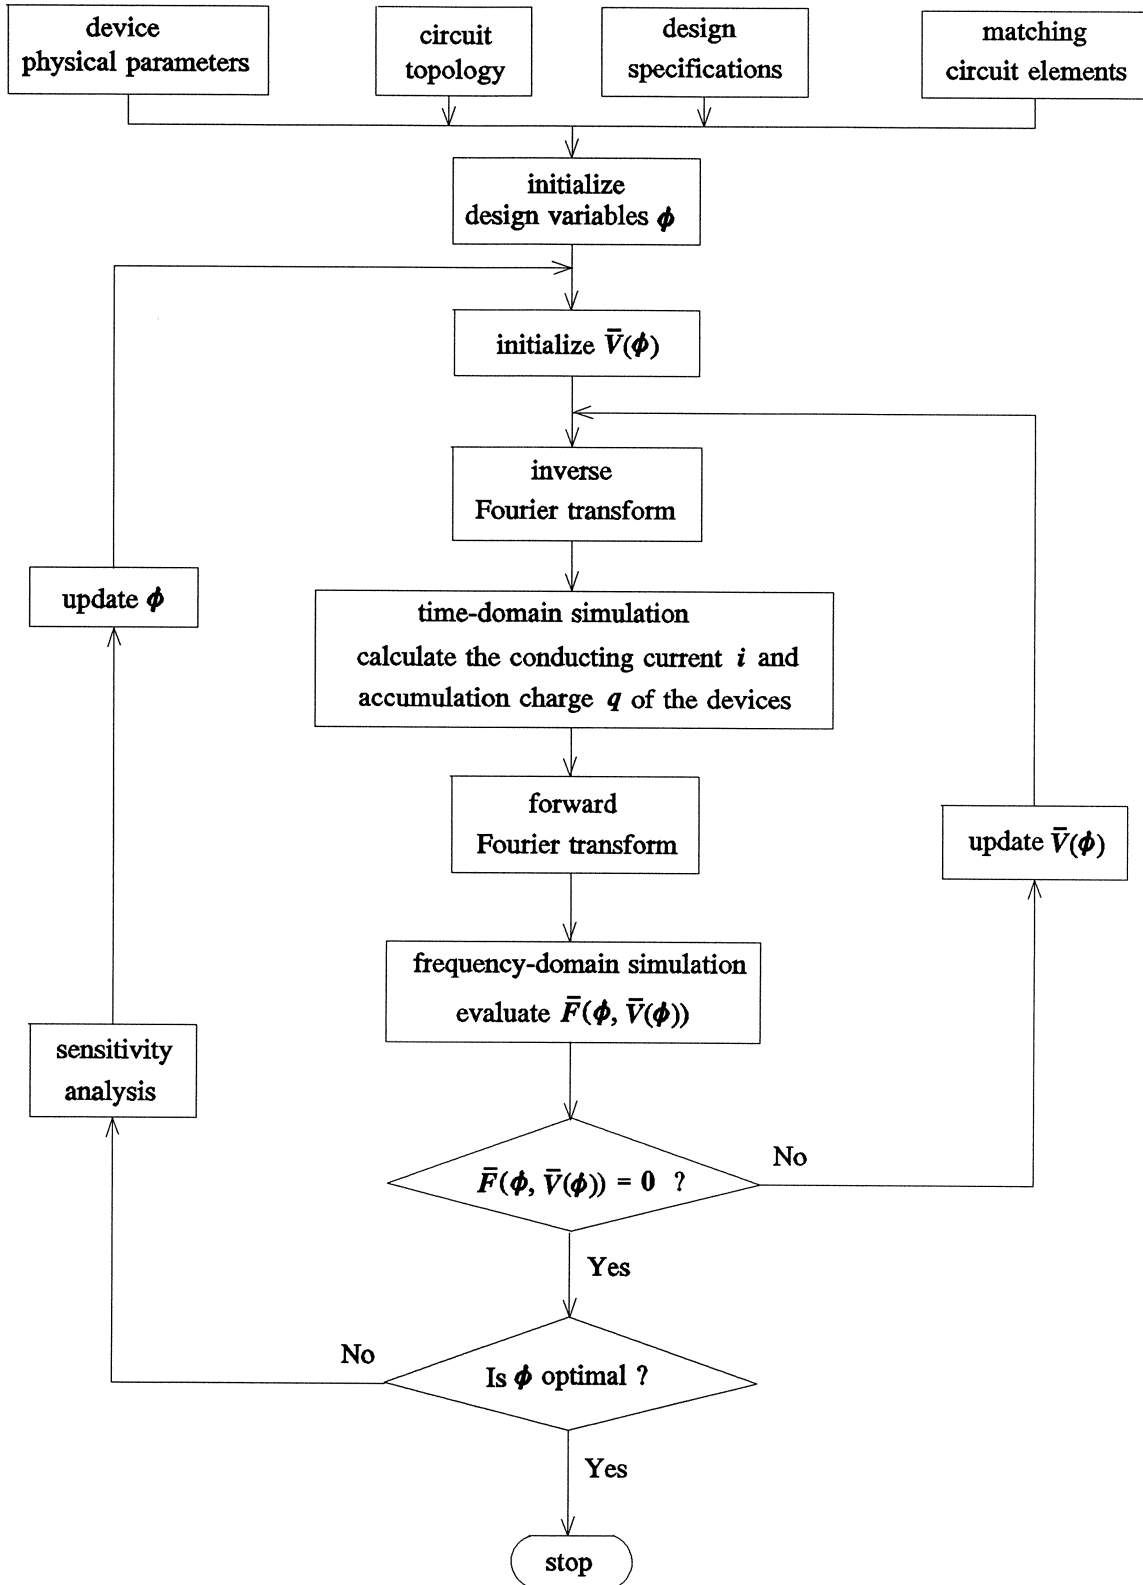 device
physical parameters
circuit
topology
design
specifications
matching
circuit elements
initialize
design variables ϕ
initialize V̄(ϕ)
inverse
Fourier transform
update ϕ
time-domain simulation
calculate the conducting current i and
accumulation charge q of the devices
forward
Fourier transform
update V̄(ϕ)
frequency-domain simulation
evaluate F̄(ϕ, V̄(ϕ))
sensitivity
analysis
F̄(ϕ, V̄(ϕ)) = 0 ?
No
Yes
No
Is ϕ optimal ?
Yes
stop